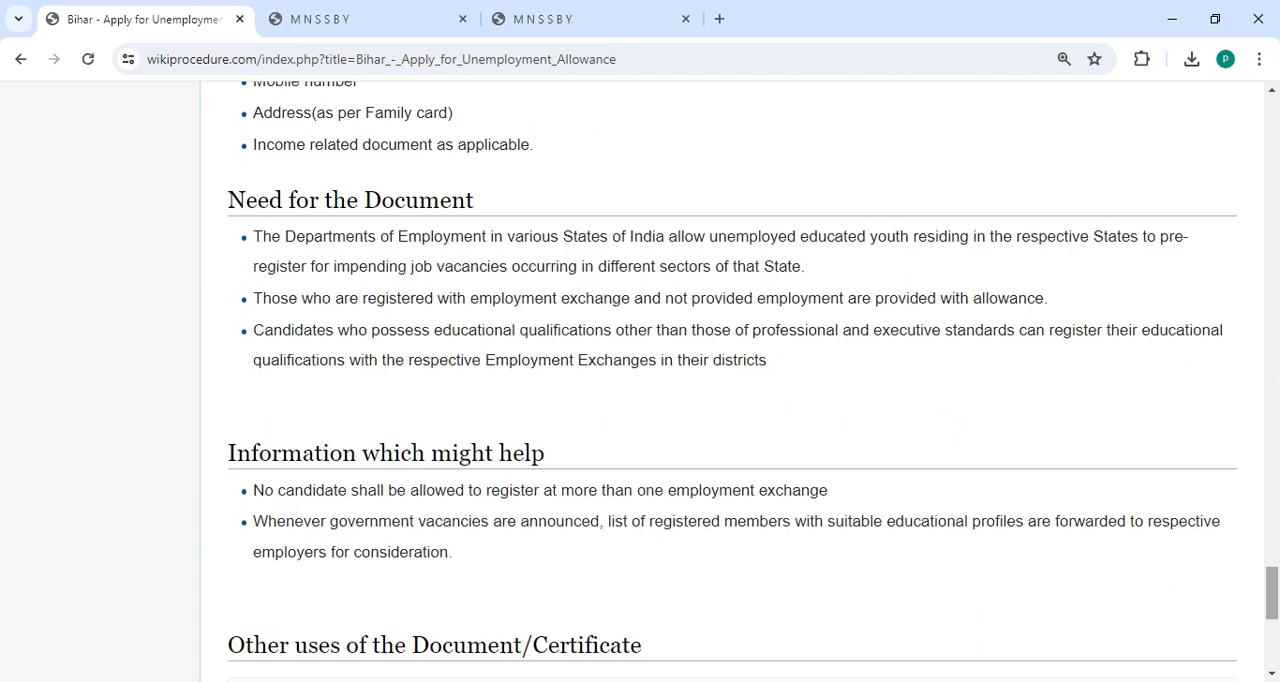 Bihar - Apply for Unemployme
M N S S B Y
M N S S B Y
wikiprocedure.com/index.php?title=Bihar_-_Apply_for_Unemployment_Allowance
P
Mobile number
Address(as per Family card)
Income related document as applicable.
Need for the Document
The Departments of Employment in various States of India allow unemployed educated youth residing in the respective States to pre-
register for impending job vacancies occurring in different sectors of that State.
Those who are registered with employment exchange and not provided employment are provided with allowance.
Candidates who possess educational qualifications other than those of professional and executive standards can register their educational
qualifications with the respective Employment Exchanges in their districts
Information which might help
No candidate shall be allowed to register at more than one employment exchange
Whenever government vacancies are announced, list of registered members with suitable educational profiles are forwarded to respective
employers for consideration.
Other uses of the Document/Certificate